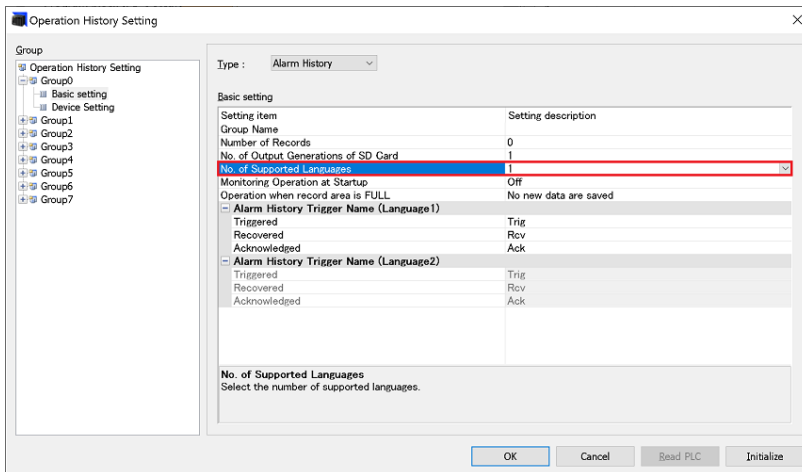 Operation History Setting
Group
Operation History Setting
Group0
Basic setting
Device Setting
Group1
Group2
Group3
Group4
Group5
Group6
Group7
Type : Alarm History
Basic setting
Setting item Setting description
Group Name
Number of Records 0
No. of Output Generations of SD Card 1
No. of Supported Languages 1
Monitoring Operation at Startup Off
Operation when record area is FULL No new data are saved
Alarm History Trigger Name (Language1)
Triggered Trig
Recovered Rcv
Acknowledged Ack
Alarm History Trigger Name (Language2)
Triggered Trig
Recovered Rcv
Acknowledged Ack
No. of Supported Languages
Select the number of supported languages.
OK Cancel Read PLC Initialize